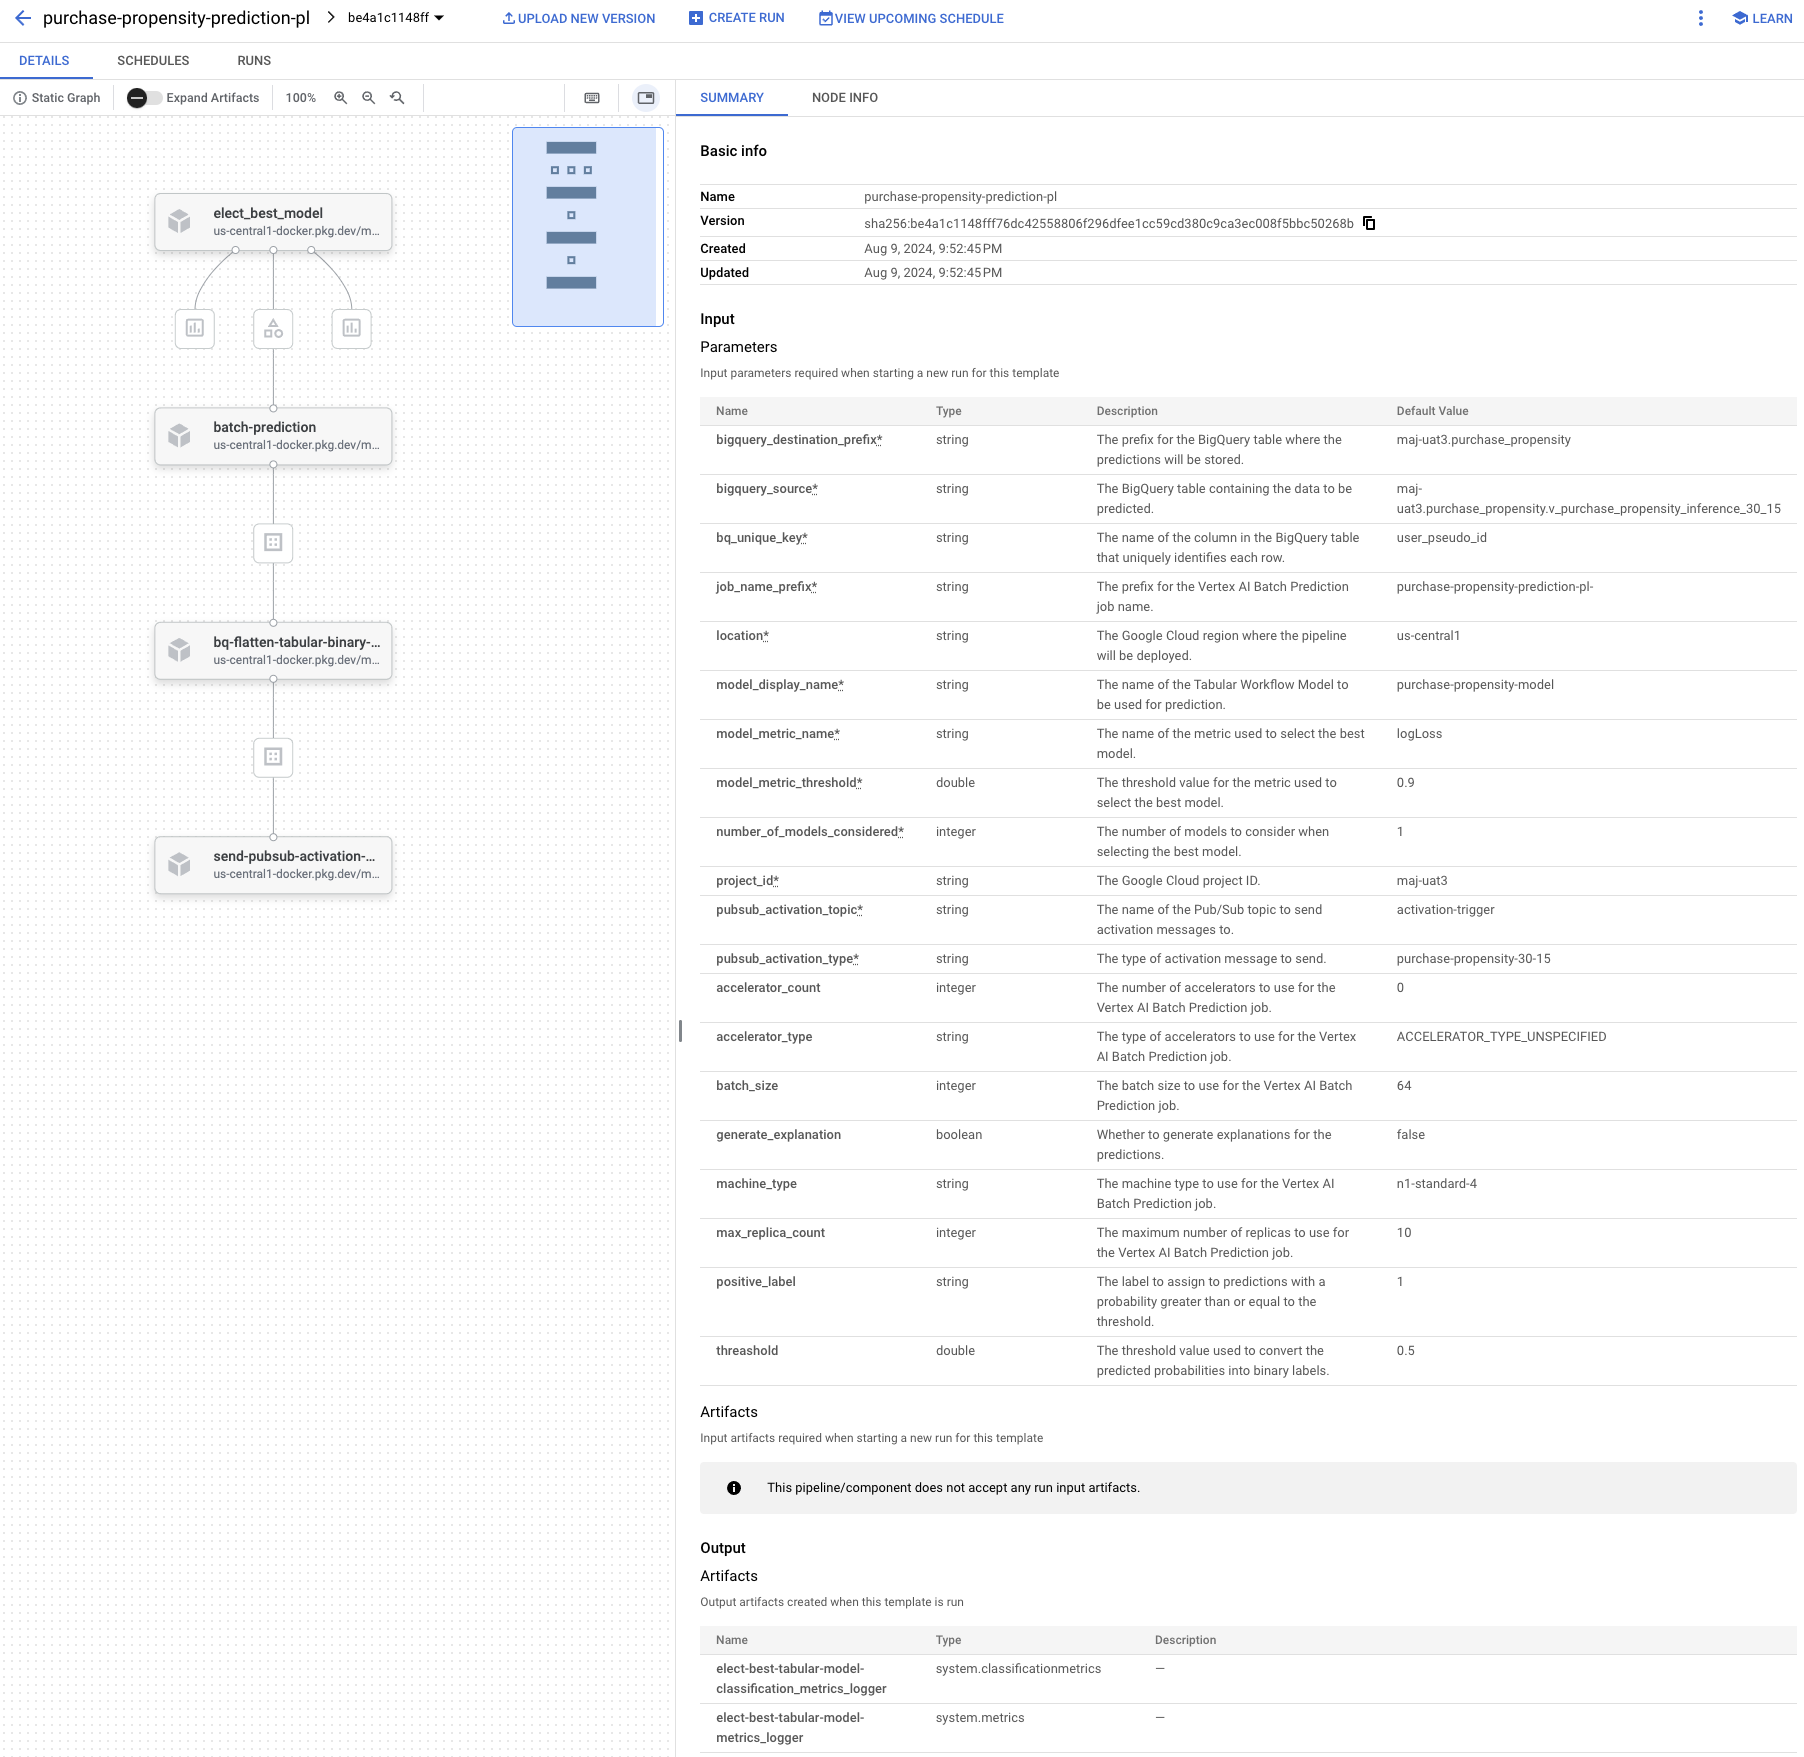 purchase-propensity-prediction-pl
be4a1c1148ff
UPLOAD NEW VERSION
CREATE RUN
VIEW UPCOMING SCHEDULE
LEARN
DETAILS
SCHEDULES
RUNS
Static Graph
Expand Artifacts
100%
elect_best_model
us-central1-docker.pkg.dev/m...
batch-prediction
us-central1-docker.pkg.dev/m...
bq-flatten-tabular-binary-...
us-central1-docker.pkg.dev/m...
send-pubsub-activation-...
us-central1-docker.pkg.dev/m...
SUMMARY
NODE INFO
Basic info
Name purchase-propensity-prediction-pl
Version sha256:be4a1c1148fff76dc42558806f296dfee1cc59cd380c9ca3ec008f5bbc50268b
Created Aug 9, 2024, 9:52:45 PM
Updated Aug 9, 2024, 9:52:45 PM
Input
Parameters
Input parameters required when starting a new run for this template
Name Type Description Default Value
bigquery_destination_prefix* string The prefix for the BigQuery table where the maj-uat3.purchase_propensity
predictions will be stored.
bigquery_source* string The BigQuery table containing the data to be maj-
predicted. uat3.purchase_propensity.v_purchase_propensity_inference_30_15
bq_unique_key* string The name of the column in the BigQuery table user_pseudo_id
that uniquely identifies each row.
job_name_prefix* string The prefix for the Vertex AI Batch Prediction purchase-propensity-prediction-pl-
job name.
location* string The Google Cloud region where the pipeline us-central1
will be deployed.
model_display_name* string The name of the Tabular Workflow Model to purchase-propensity-model
be used for prediction.
model_metric_name* string The name of the metric used to select the best logLoss
model.
model_metric_threshold* double The threshold value for the metric used to 0.9
select the best model.
number_of_models_considered* integer The number of models to consider when 1
selecting the best model.
project_id* string The Google Cloud project ID. maj-uat3
pubsub_activation_topic* string The name of the Pub/Sub topic to send activation-trigger
activation messages to.
pubsub_activation_type* string The type of activation message to send. purchase-propensity-30-15
accelerator_count integer The number of accelerators to use for the 0
Vertex AI Batch Prediction job.
accelerator_type string The type of accelerators to use for the Vertex ACCELERATOR_TYPE_UNSPECIFIED
AI Batch Prediction job.
batch_size integer The batch size to use for the Vertex AI Batch 64
Prediction job.
generate_explanation boolean Whether to generate explanations for the false
predictions.
machine_type string The machine type to use for the Vertex AI n1-standard-4
Batch Prediction job.
max_replica_count integer The maximum number of replicas to use for 10
the Vertex AI Batch Prediction job.
positive_label string The label to assign to predictions with a 1
probability greater than or equal to the
threshold.
threashold double The threshold value used to convert the 0.5
predicted probabilities into binary labels.
Artifacts
Input artifacts required when starting a new run for this template
This pipeline/component does not accept any run input artifacts.
Output
Artifacts
Output artifacts created when this template is run
Name Type Description
elect-best-tabular-model- system.classificationmetrics —
classification_metrics_logger
elect-best-tabular-model- system.metrics —
metrics_logger